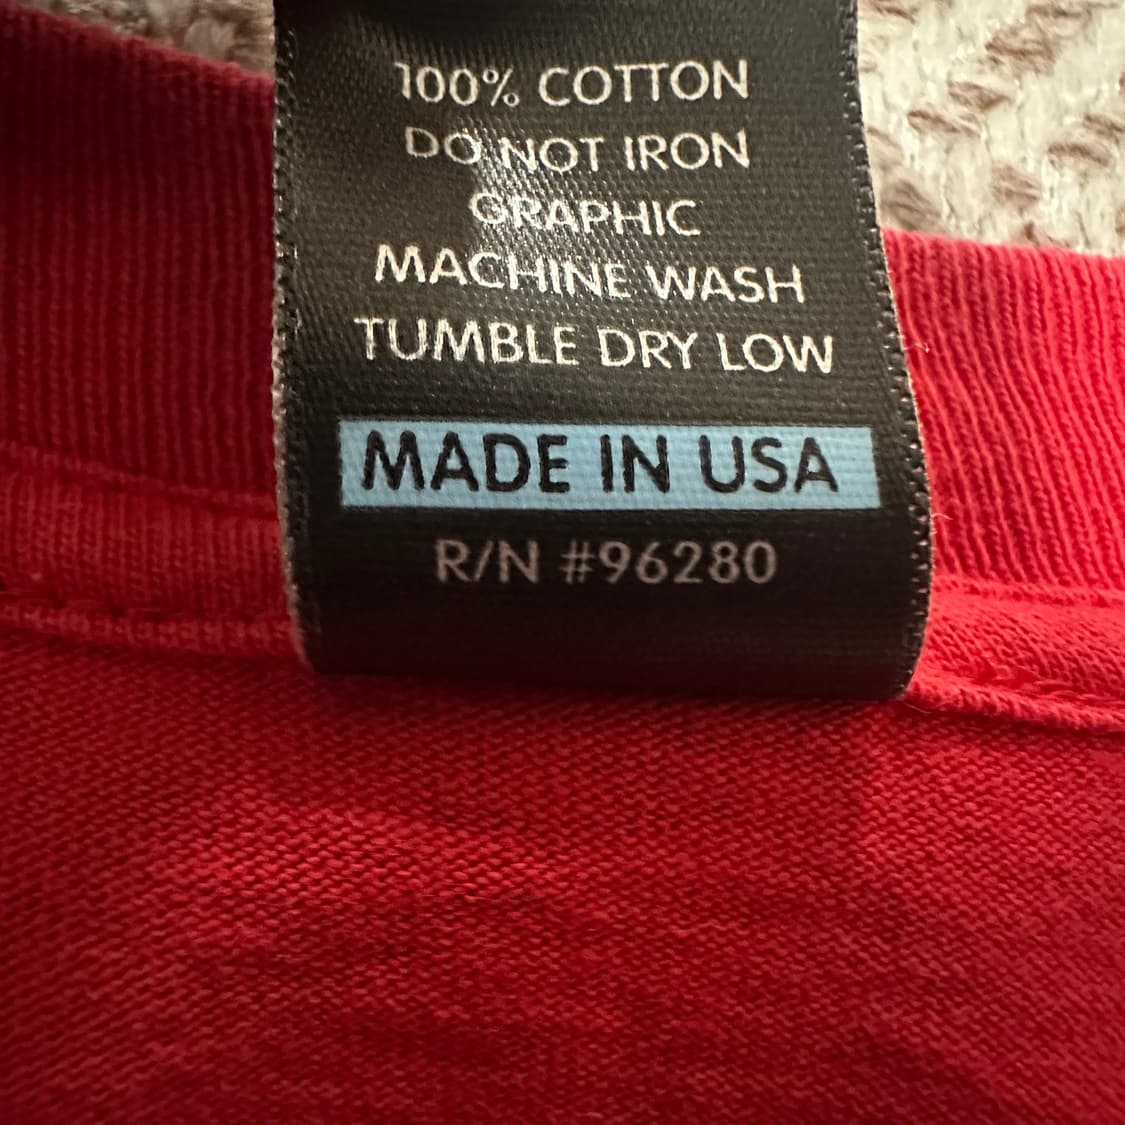 100% COTTON
DO NOT IRON
GRAPHIC
MACHINE WASH
TUMBLE DRY LOW
MADE IN USA
R/N #96280